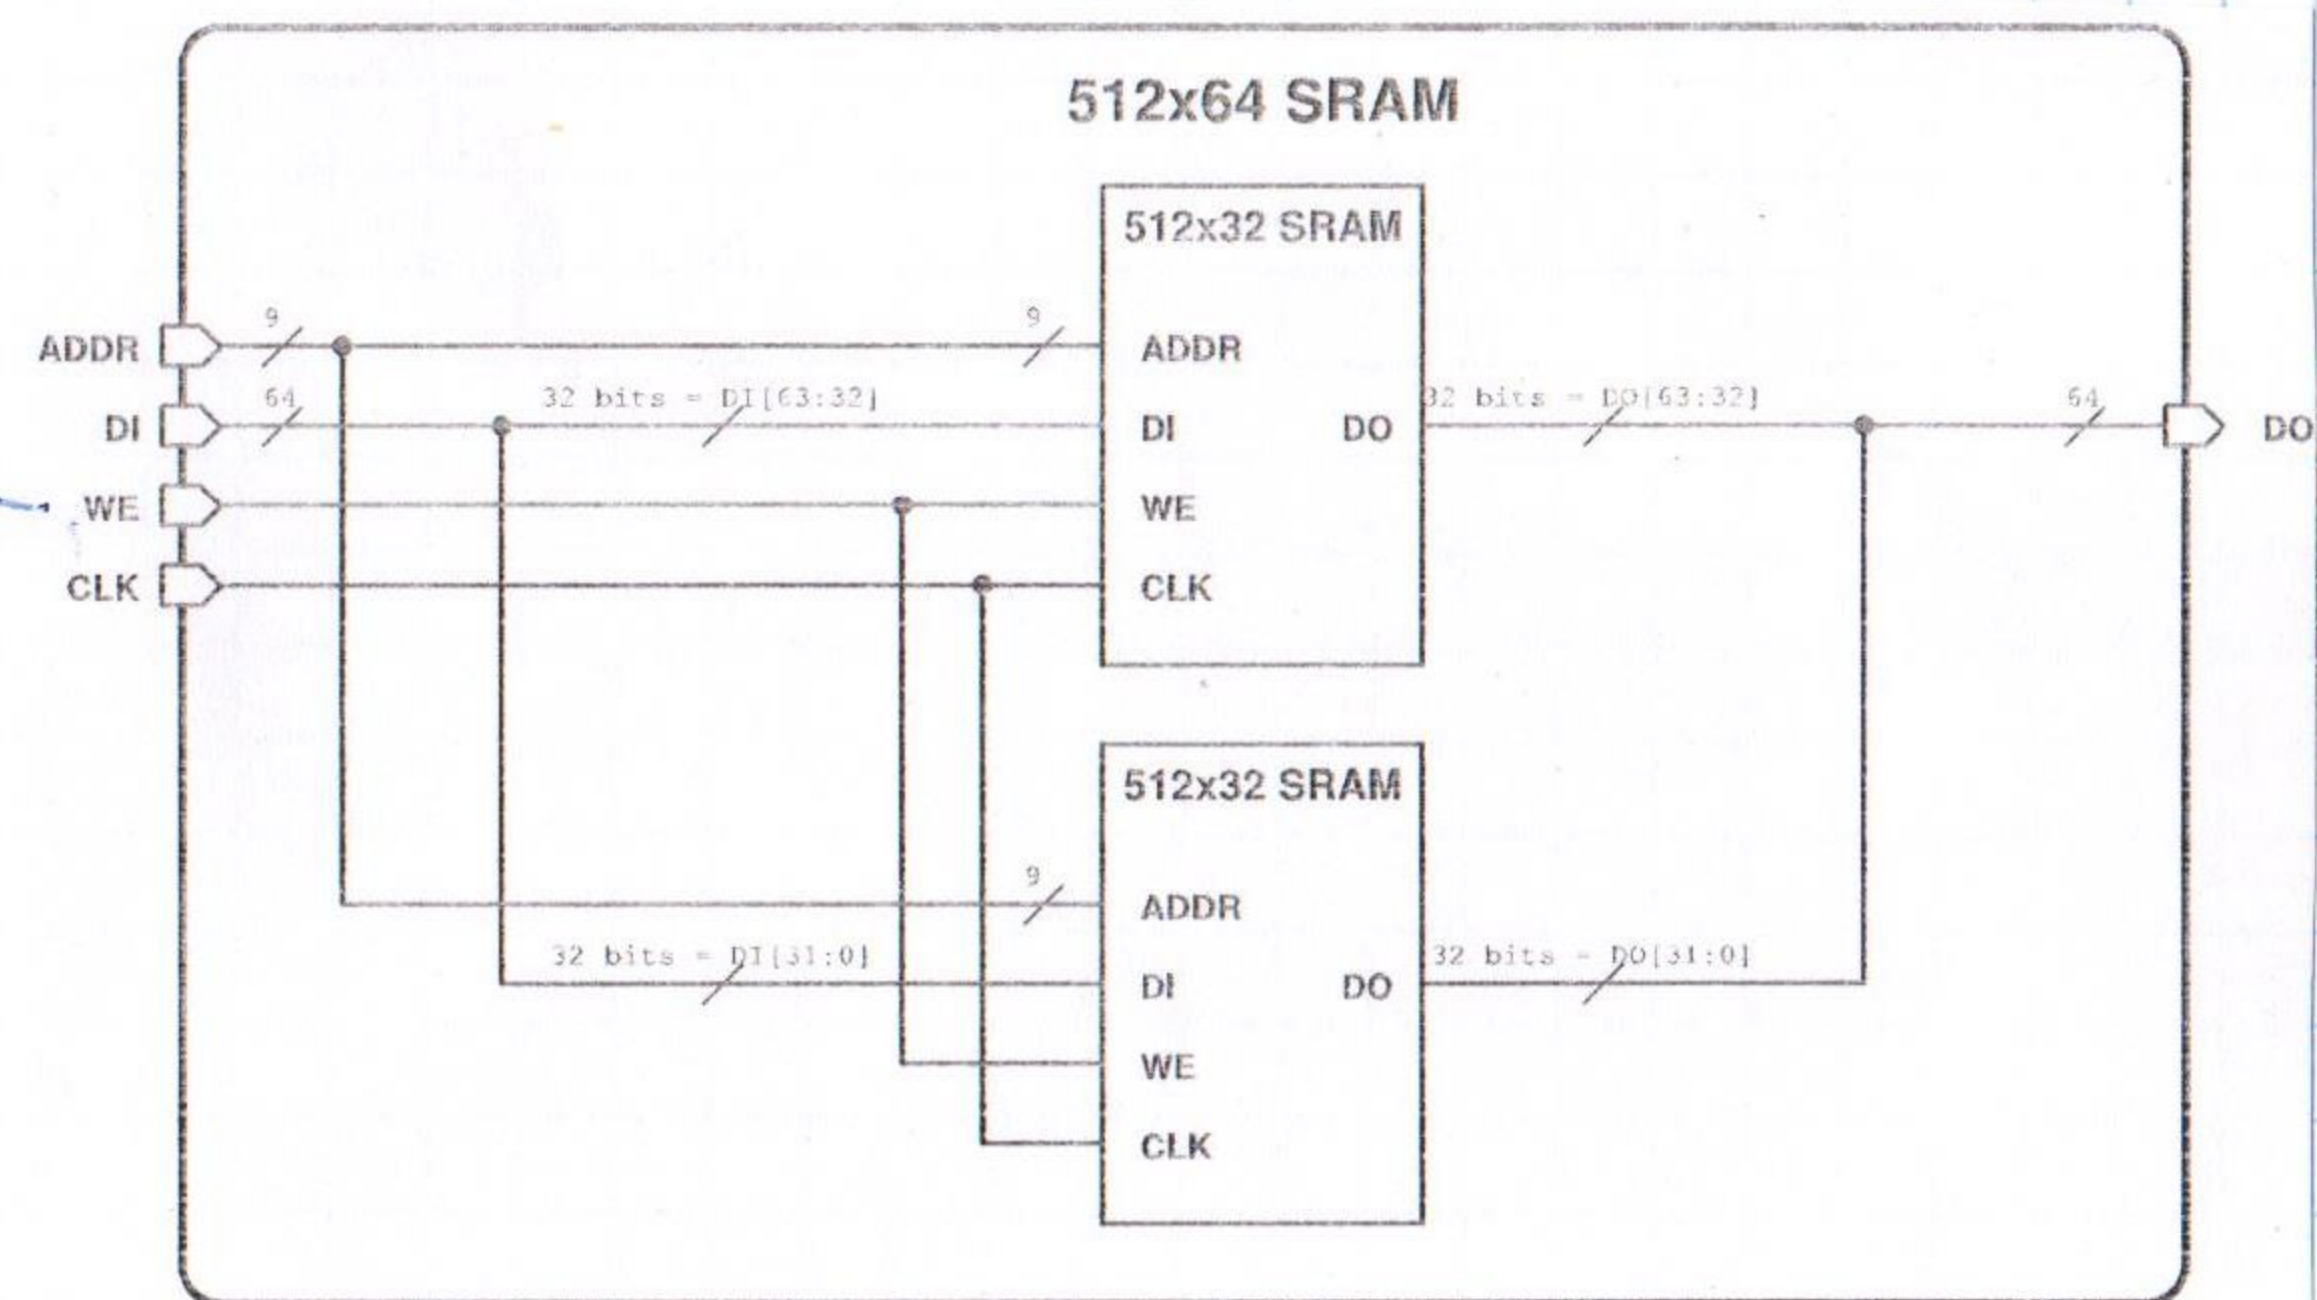 512x64 SRAM
512x32 SRAM
9
9
ADDR
ADDR
64
32 bits = DI[63:32]
32 bits = DO[63:32]
64
DI
DI
DO
DO
WE
WE
CLK
CLK
512x32 SRAM
9
ADDR
32 bits = DI[31:0]
32 bits = DO[31:0]
DI
DO
WE
CLK